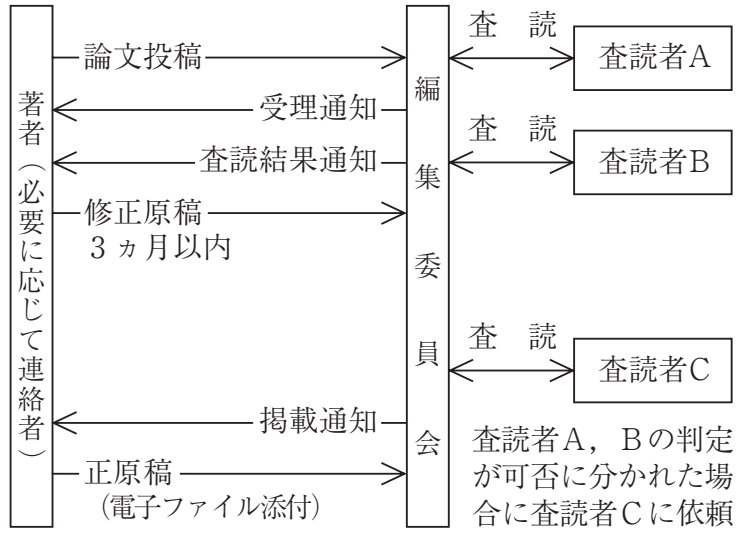 著者（必要に応じて連絡者）
論文投稿
受理通知
査読結果通知
修正原稿
３ヵ月以内
掲載通知
正原稿
（電子ファイル添付）
編集委員会
査　読
査読者Ａ
査　読
査読者Ｂ
査　読
査読者Ｃ
査読者Ａ，Ｂの判定
が可否に分かれた場
合に査読者Ｃに依頼